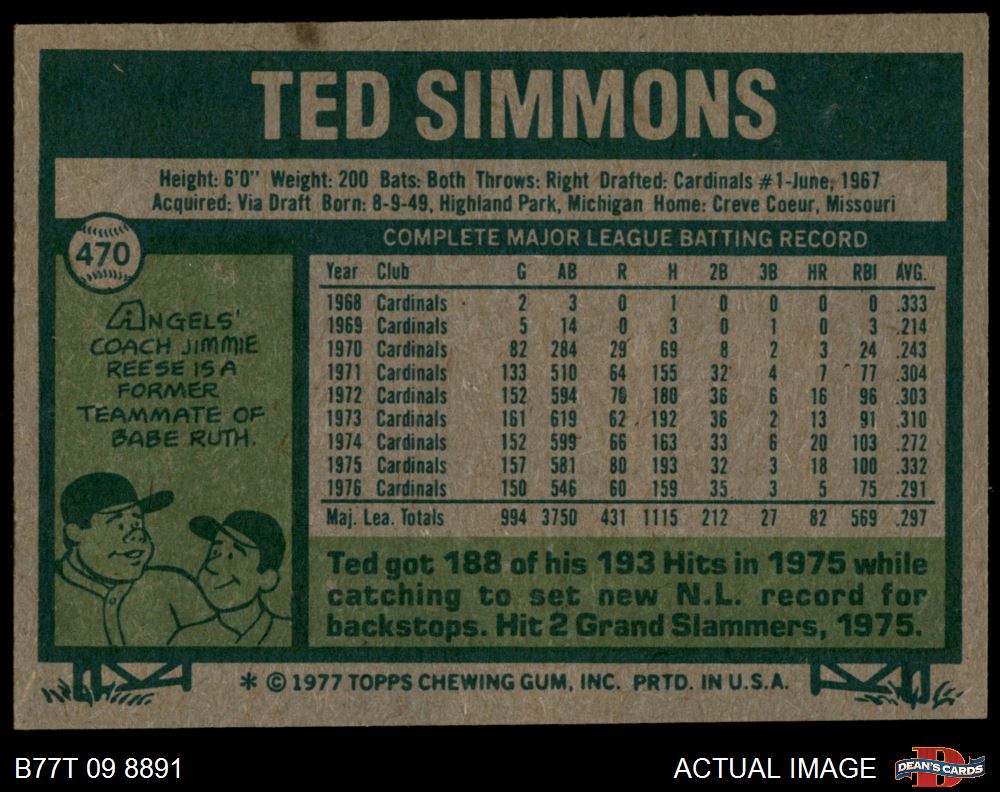 TED SIMMONS
Height: 6'0" Weight: 200 Bats: Both Throws: Right Drafted: Cardinals #1-June, 1967
Acquired: Via Draft Born: 8-9-49, Highland Park, Michigan Home: Creve Coeur, Missouri
470
COMPLETE MAJOR LEAGUE BATTING RECORD
ANGELS'
COACH JIMMIE
REESE IS A
FORMER
TEAMMATE OF
BABE RUTH.
Year Club G AB R H 2B 3B HR RBI AVG.
1968 Cardinals 2 3 0 1 0 0 0 0 .333
1969 Cardinals 5 14 0 3 0 1 0 3 .214
1970 Cardinals 82 284 29 69 8 2 3 24 .243
1971 Cardinals 133 510 64 155 32 4 7 77 .304
1972 Cardinals 152 594 70 180 36 6 16 96 .303
1973 Cardinals 161 619 62 192 36 2 13 91 .310
1974 Cardinals 152 599 66 163 33 6 20 103 .272
1975 Cardinals 157 581 80 193 32 3 18 100 .332
1976 Cardinals 150 546 60 159 35 3 5 75 .291
Maj. Lea. Totals 994 3750 431 1115 212 27 82 569 .297
Ted got 188 of his 193 Hits in 1975 while
catching to set new N.L. record for
backstops. Hit 2 Grand Slammers, 1975.
* © 1977 TOPPS CHEWING GUM, INC. PRTD. IN U.S.A.
B77T 09 8891
ACTUAL IMAGE
D
DEAN'S CARDS